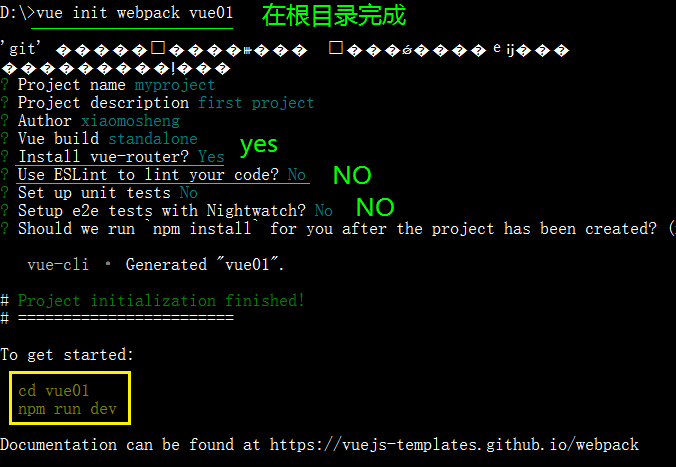 D:\>vue init webpack vue01 在根目录完成
'git'
? Project name myproject
? Project description first project
? Author xiaomosheng
? Vue build standalone
? Install vue-router? Yes yes
? Use ESLint to lint your code? No NO
? Set up unit tests No
? Setup e2e tests with Nightwatch? No NO
? Should we run `npm install` for you after the project has been created? (
vue-cli · Generated "vue01".
# Project initialization finished!
# ========================
To get started:
cd vue01
npm run dev
Documentation can be found at https://vuejs-templates.github.io/webpack